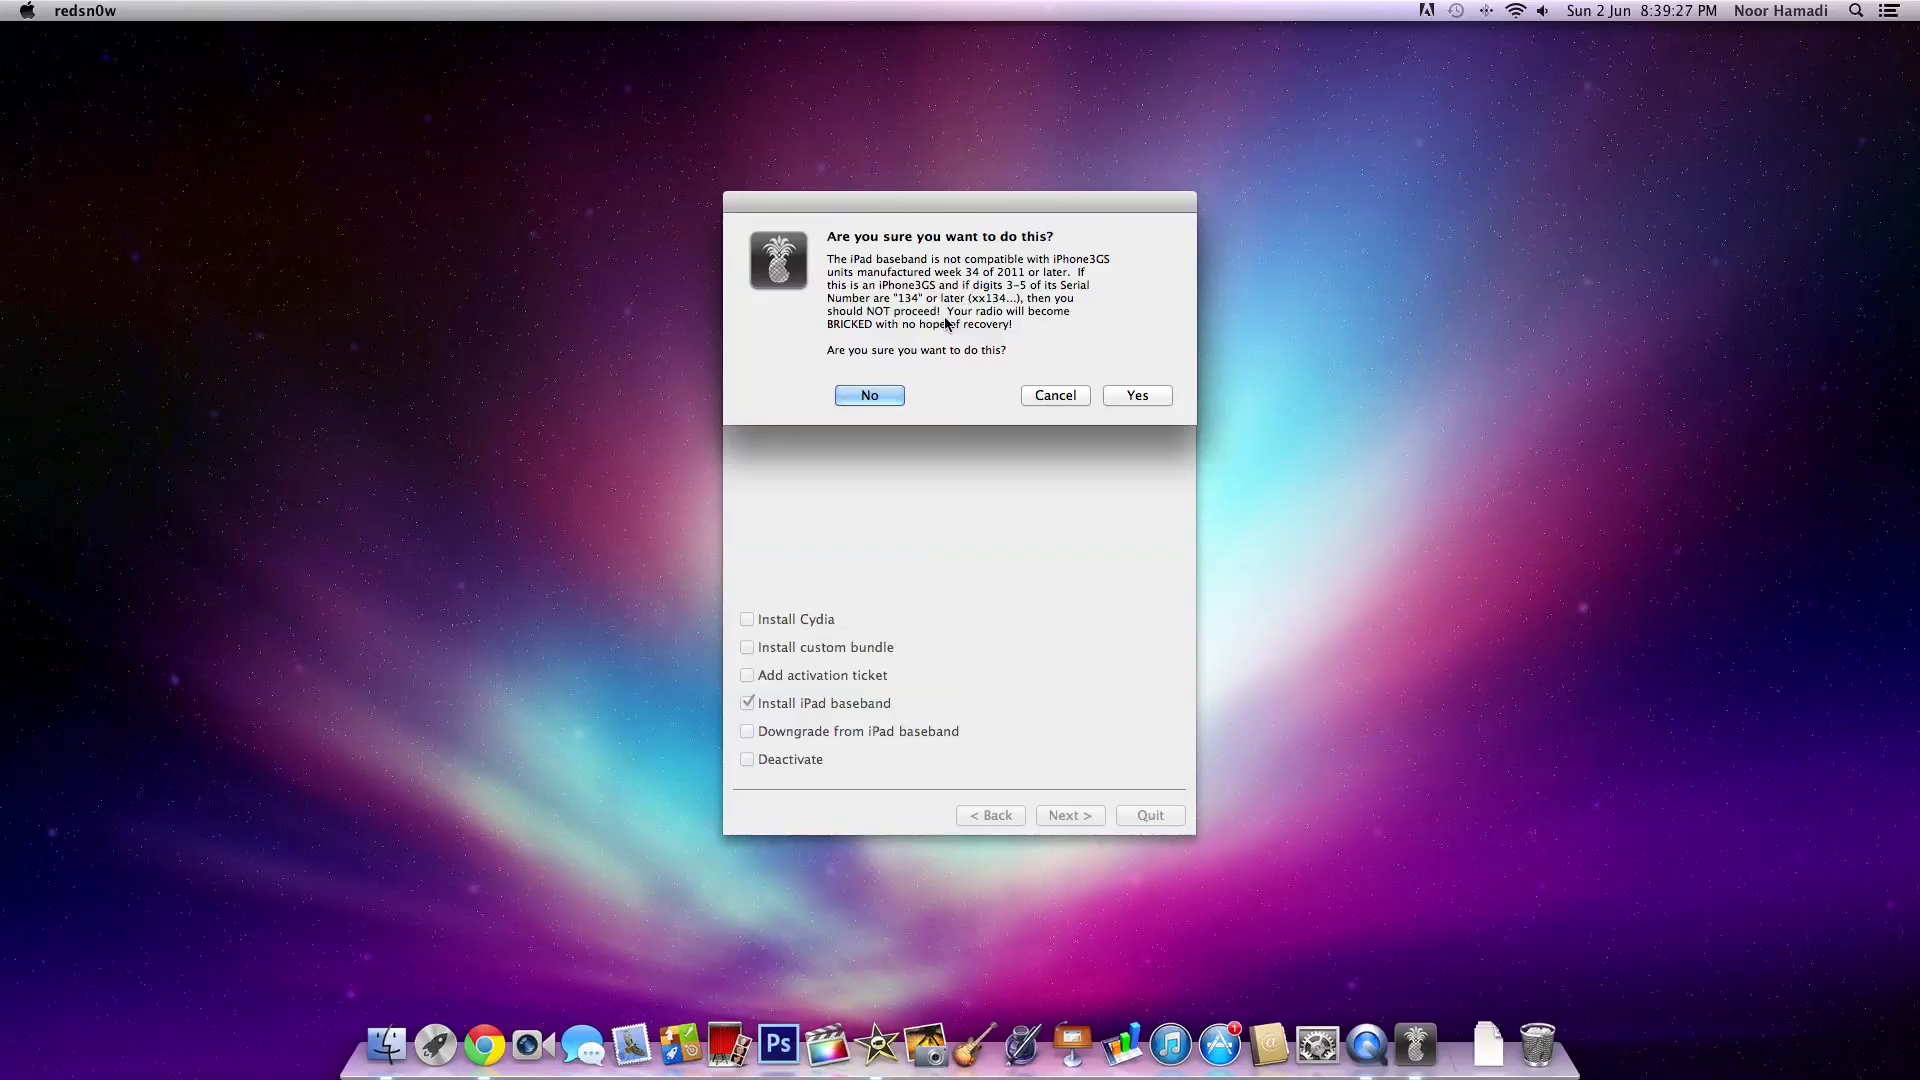 redsn0w
Sun 2 Jun 8:39:27 PM Noor Hamadi
Are you sure you want to do this?
The iPad baseband is not compatible with iPhone3GS
units manufactured week 34 of 2011 or later. If
this is an iPhone3GS and if digits 3-5 of its Serial
Number are "134" or later (xx134...), then you
should NOT proceed! Your radio will become
BRICKED with no hope of recovery!
Are you sure you want to do this?
No
Cancel
Yes
Install Cydia
Install custom bundle
Add activation ticket
Install iPad baseband
Downgrade from iPad baseband
Deactivate
< Back
Next >
Quit
Ps
1